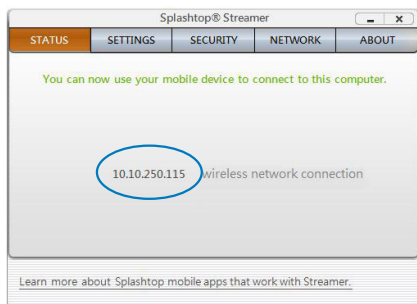 Splashtop® Streamer
STATUS SETTINGS SECURITY NETWORK ABOUT
You can now use your mobile device to connect to this computer.
10.10.250.115 wireless network connection
Learn more about Splashtop mobile apps that work with Streamer.